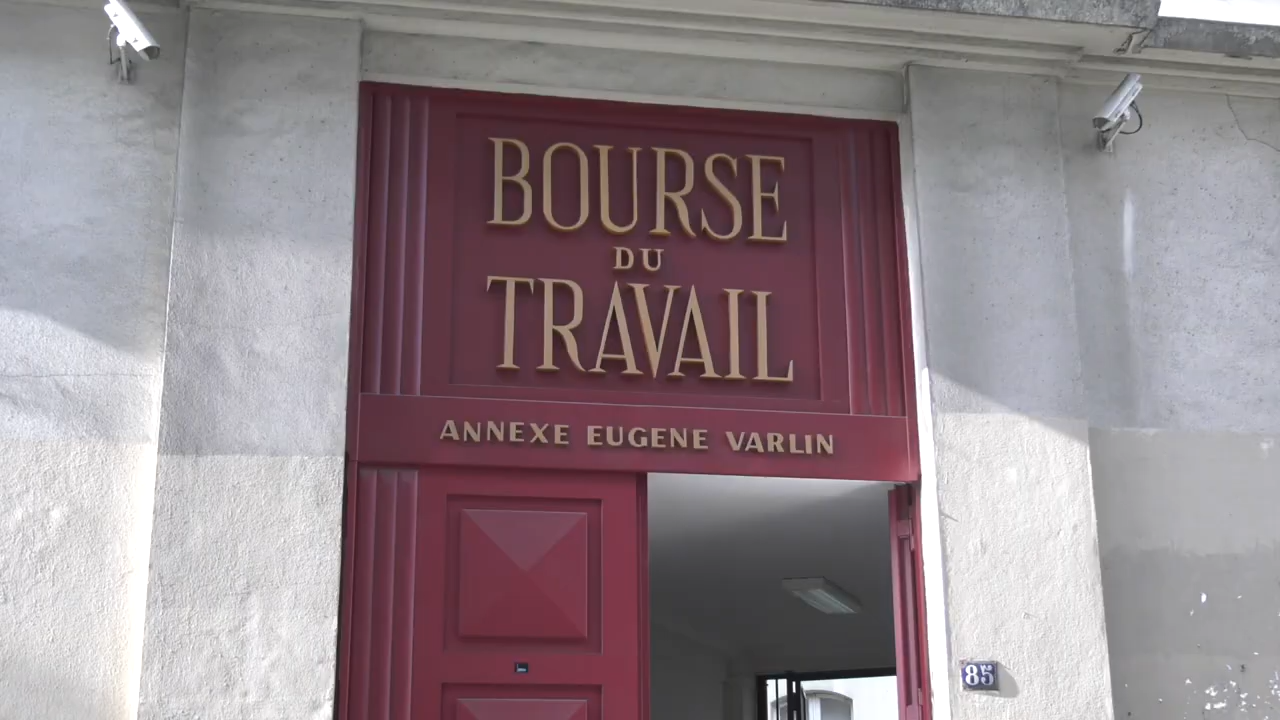 BOURSE
DU
TRAVAIL
ANNEXE EUGENE VARLIN
85